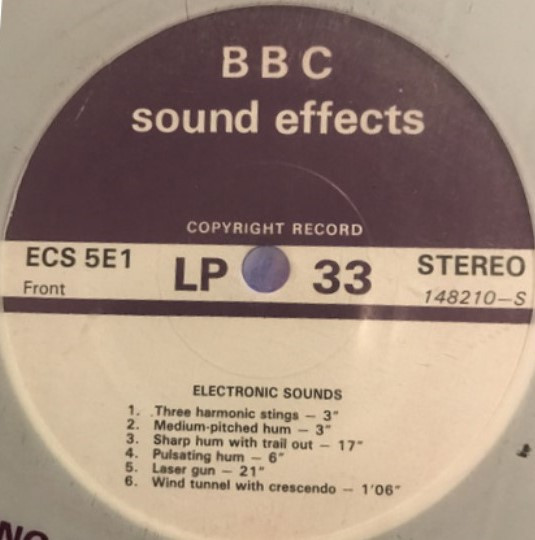 BBC
sound effects
COPYRIGHT RECORD
ECS 5E1
Front
LP 33
STEREO
148210-S
ELECTRONIC SOUNDS
1. Three harmonic stings — 3"
2. Medium-pitched hum — 3"
3. Sharp hum with trail out — 17"
4. Pulsating hum — 6"
5. Laser gun — 21"
6. Wind tunnel with crescendo — 1'06"